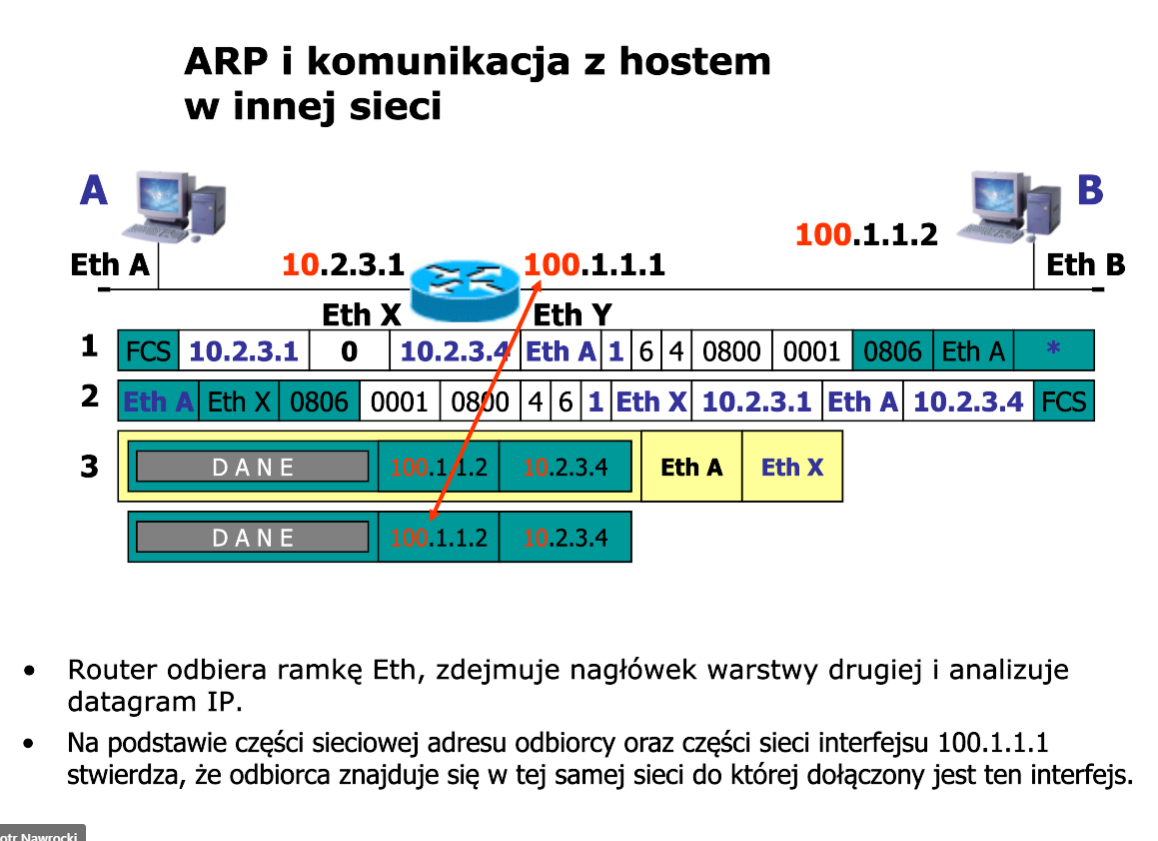 ARP i komunikacja z hostem
w innej sieci
A
B
100.1.1.2
Eth A
10.2.3.1
100.1.1.1
Eth B
Eth X
Eth Y
1 FCS 10.2.3.1 0 10.2.3.4 Eth A 1 6 4 0800 0001 0806 Eth A *
2 Eth A Eth X 0806 0001 0800 4 6 1 Eth X 10.2.3.1 Eth A 10.2.3.4 FCS
3 D A N E 100.1.1.2 10.2.3.4 Eth A Eth X
D A N E 100.1.1.2 10.2.3.4
• Router odbiera ramkę Eth, zdejmuje nagłówek warstwy drugiej i analizuje
datagram IP.
• Na podstawie części sieciowej adresu odbiorcy oraz części sieci interfejsu 100.1.1.1
stwierdza, że odbiorca znajduje się w tej samej sieci do której dołączony jest ten interfejs.
otr Nawrocki